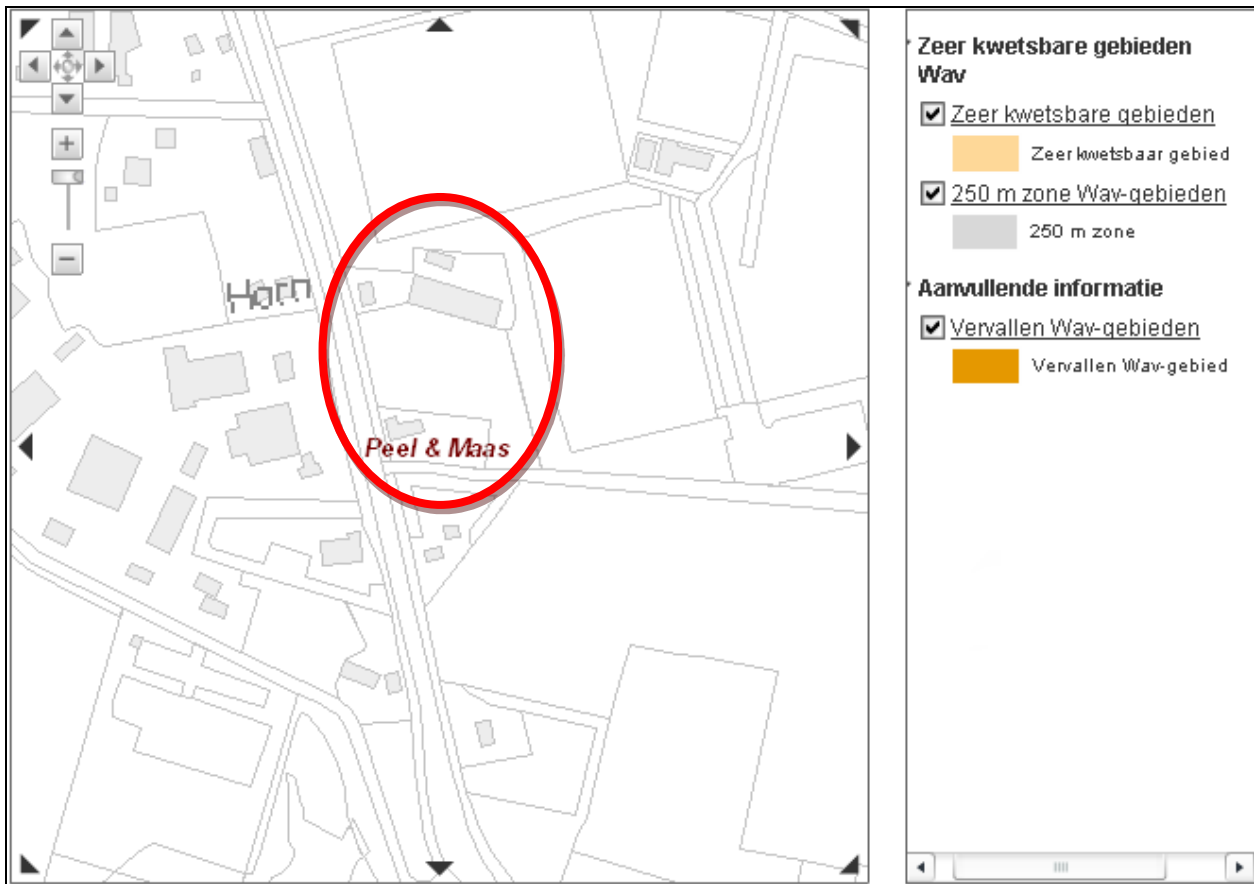 Horn
Peel & Maas
Zeer kwetsbare gebieden
Wav
Zeer kwetsbare gebieden
Zeer kwetsbaar gebied
250 m zone Wav-gebieden
250 m zone
Aanvullende informatie
Vervallen Wav-gebieden
Vervallen Wav-gebied